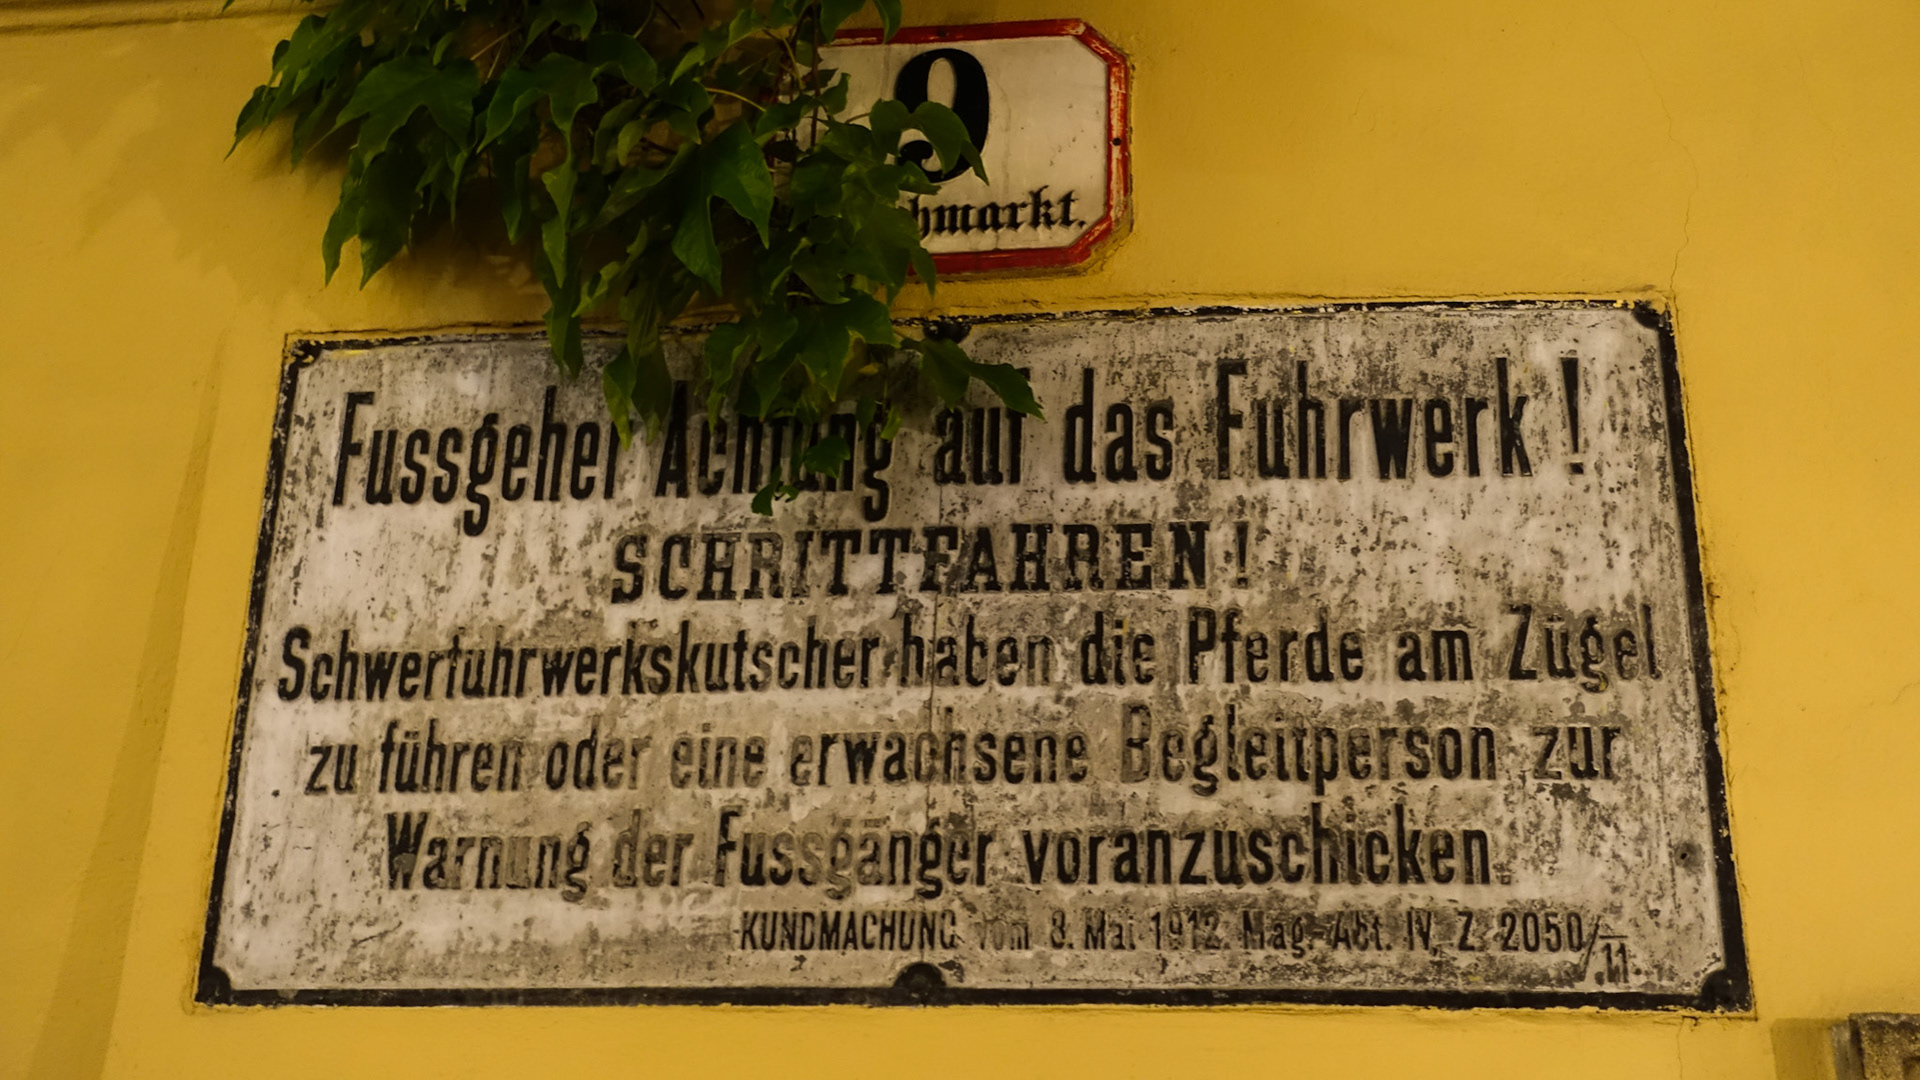 9
hmarkt.
Fussgeher Achtung auf das Fuhrwerk!
SCHRITTFAHREN!
Schwerfuhrwerkskutscher haben die Pferde am Zügel
zu führen oder eine erwachsene Begleitperson zur
Warnung der Fussgänger voranzuschicken.
KUNDMACHUNG vom 8. Mai 1912. Mag.-Abt. IV, Z. 2050/11.